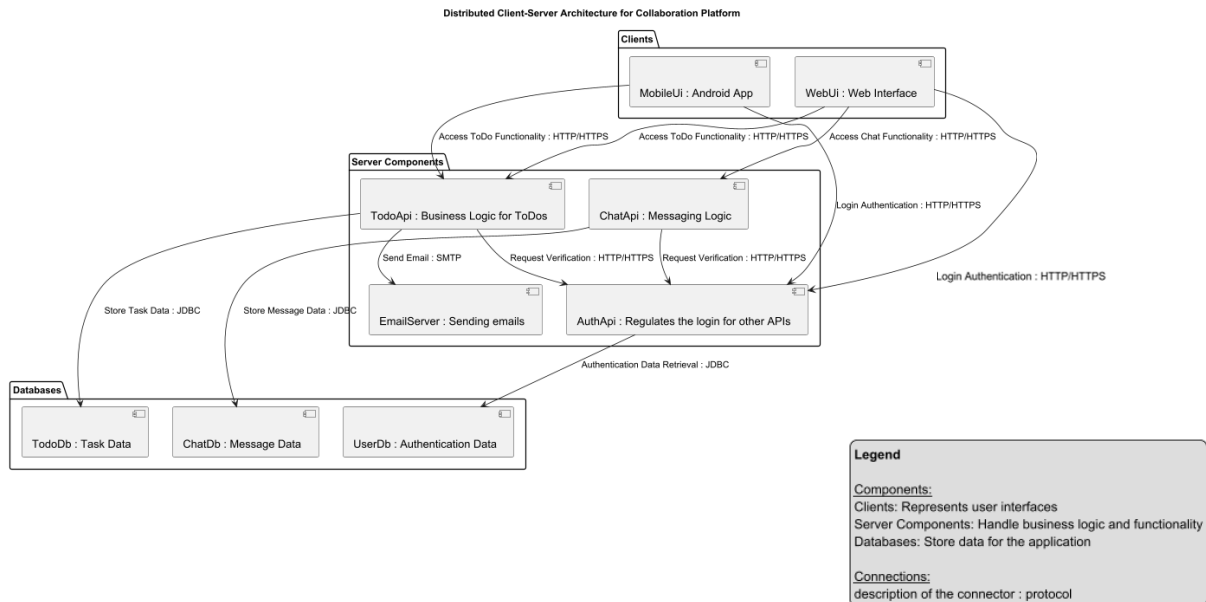 Distributed Client-Server Architecture for Collaboration Platform
Clients
MobileUi : Android App
WebUi : Web Interface
Access ToDo Functionality : HTTP/HTTPS
Access ToDo Functionality : HTTP/HTTPS
Access Chat Functionality : HTTP/HTTPS
Server Components
TodoApi : Business Logic for ToDos
ChatApi : Messaging Logic
Login Authentication : HTTP/HTTPS
Send Email : SMTP
Request Verification : HTTP/HTTPS
Request Verification : HTTP/HTTPS
Login Authentication : HTTP/HTTPS
Store Task Data : JDBC
Store Message Data : JDBC
EmailServer : Sending emails
AuthApi : Regulates the login for other APIs
Authentication Data Retrieval : JDBC
Databases
TodoDb : Task Data
ChatDb : Message Data
UserDb : Authentication Data
Legend
Components:
Clients: Represents user interfaces
Server Components: Handle business logic and functionality
Databases: Store data for the application
Connections:
description of the connector : protocol